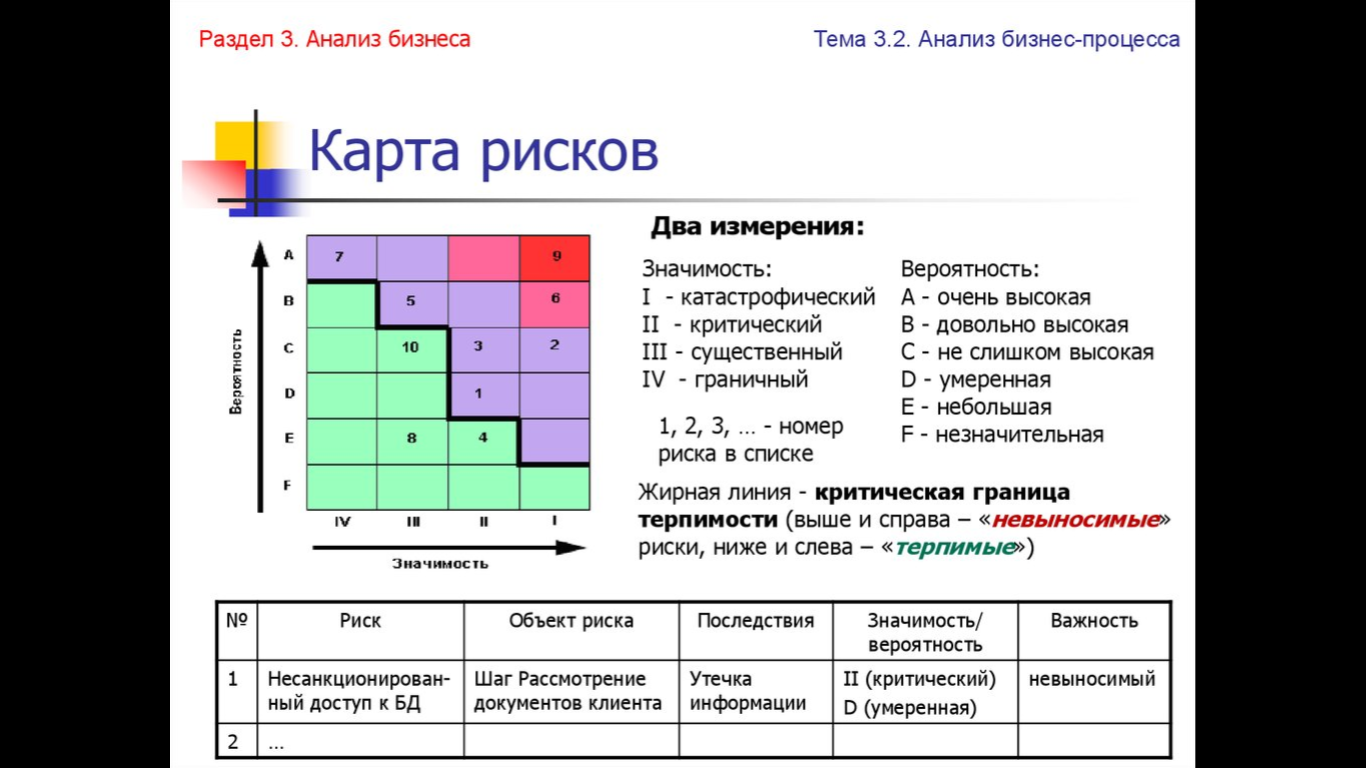 Раздел 3. Анализ бизнеса
Тема 3.2. Анализ бизнес-процесса
Карта рисков
A 7 9
B 5 6
C 10 3 2
D 1
E 8 4
F
IV III II I
Вероятность
Значимость
Два измерения:
Значимость:
I - катастрофический
II - критический
III - существенный
IV - граничный
1, 2, 3, ... - номер
риска в списке
Вероятность:
A - очень высокая
B - довольно высокая
C - не слишком высокая
D - умеренная
E - небольшая
F - незначительная
Жирная линия - критическая граница
терпимости (выше и справа – «невыносимые»
риски, ниже и слева – «терпимые»)
№ Риск Объект риска Последствия Значимость/ Важность
вероятность
1 Несанкционирован- Шаг Рассмотрение Утечка II (критический) невыносимый
ный доступ к БД документов клиента информации D (умеренная)
2 ...